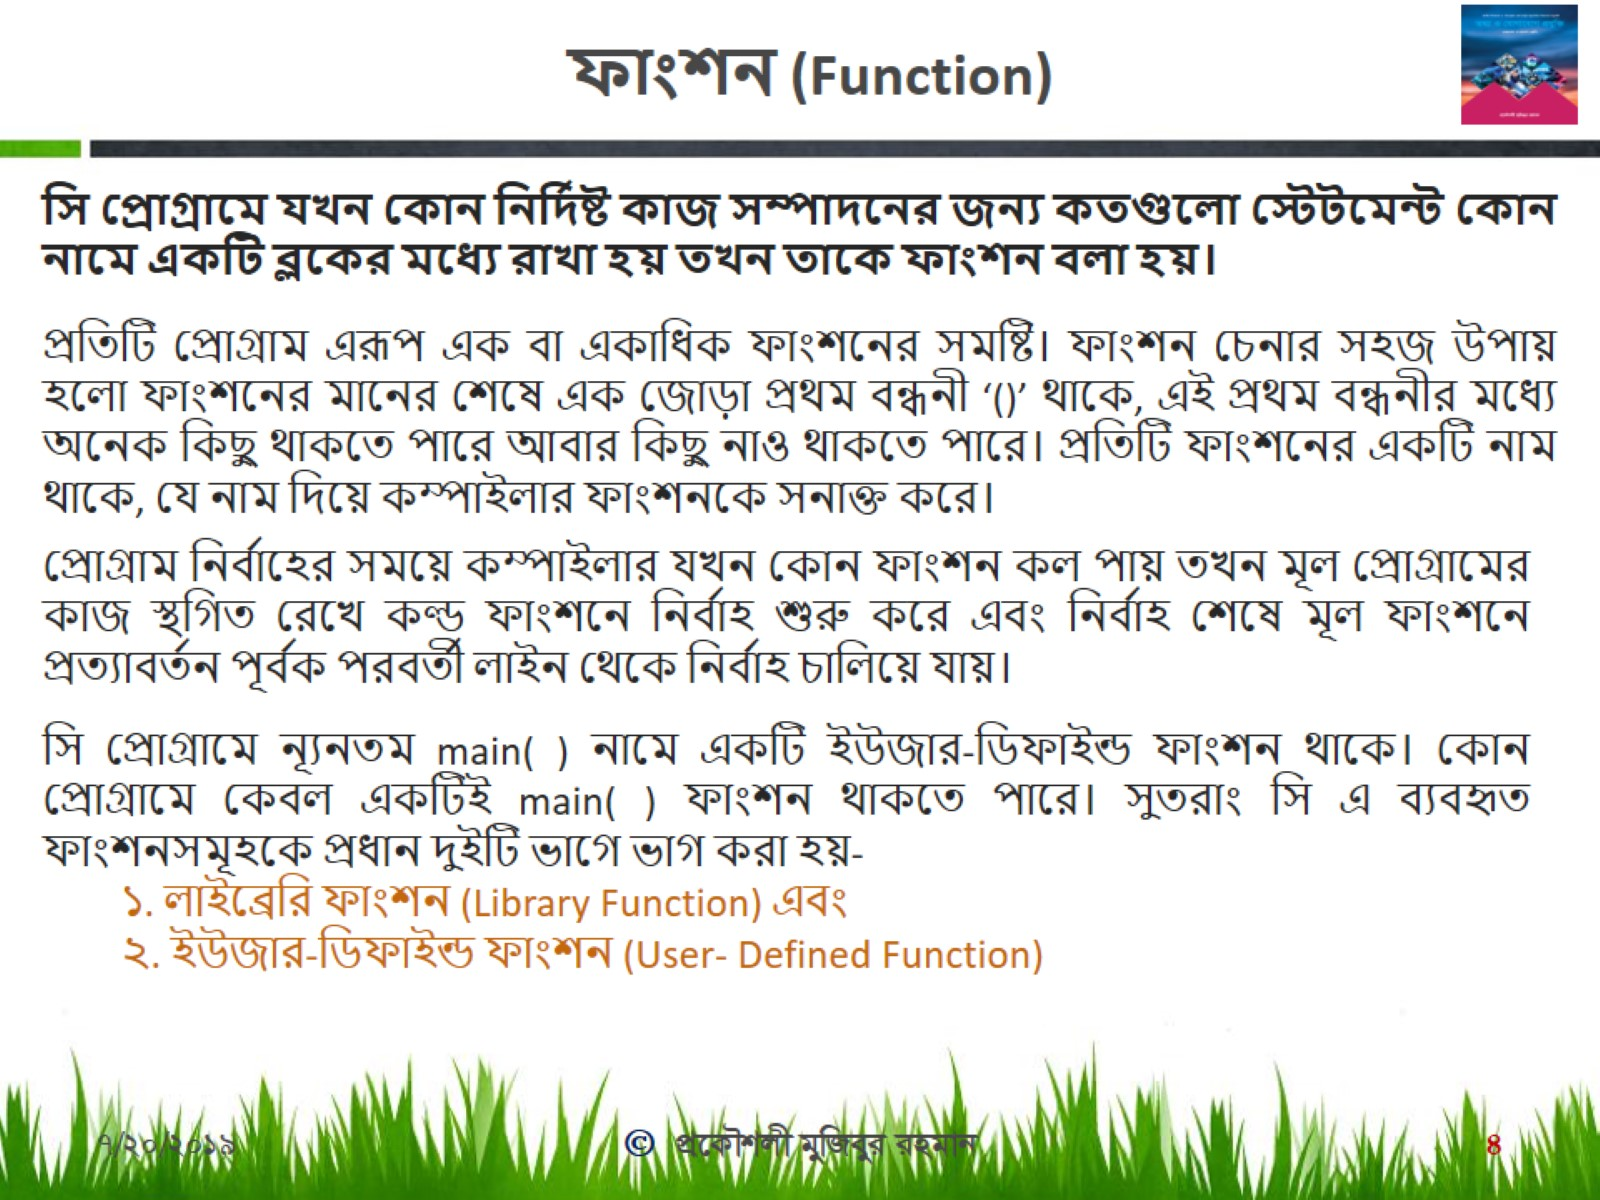 ফাংশন (Function)
সি প্রোগ্রামে যখন কোন নির্দিষ্ট কাজ সম্পাদনের জন্য কতগুলো স্টেটমেন্ট কোন
নামে একটি ব্লকের মধ্যে রাখা হয় তখন তাকে ফাংশন বলা হয়।
প্রতিটি প্রোগ্রাম এরূপ এক বা একাধিক ফাংশনের সমষ্টি। ফাংশন চেনার সহজ উপায়
হলো ফাংশনের মানের শেষে এক জোড়া প্রথম বন্ধনী ‘()’ থাকে, এই প্রথম বন্ধনীর মধ্যে
অনেক কিছু থাকতে পারে আবার কিছু নাও থাকতে পারে। প্রতিটি ফাংশনের একটি নাম
থাকে, যে নাম দিয়ে কম্পাইলার ফাংশনকে সনাক্ত করে।
প্রোগ্রাম নির্বাহের সময়ে কম্পাইলার যখন কোন ফাংশন কল পায় তখন মূল প্রোগ্রামের
কাজ স্থগিত রেখে কল্ড ফাংশনে নির্বাহ শুরু করে এবং নির্বাহ শেষে মূল ফাংশনে
প্রত্যাবর্তন পূর্বক পরবর্তী লাইন থেকে নির্বাহ চালিয়ে যায়।
সি প্রোগ্রামে ন্যূনতম main( ) নামে একটি ইউজার-ডিফাইন্ড ফাংশন থাকে। কোন
প্রোগ্রামে কেবল একটিই main( ) ফাংশন থাকতে পারে। সুতরাং সি এ ব্যবহৃত
ফাংশনসমূহকে প্রধান দুইটি ভাগে ভাগ করা হয়-
১. লাইব্রেরি ফাংশন (Library Function) এবং
২. ইউজার-ডিফাইন্ড ফাংশন (User- Defined Function)
৭/২০/২০১৯
© প্রকৌশলী মুজিবুর রহমান
8